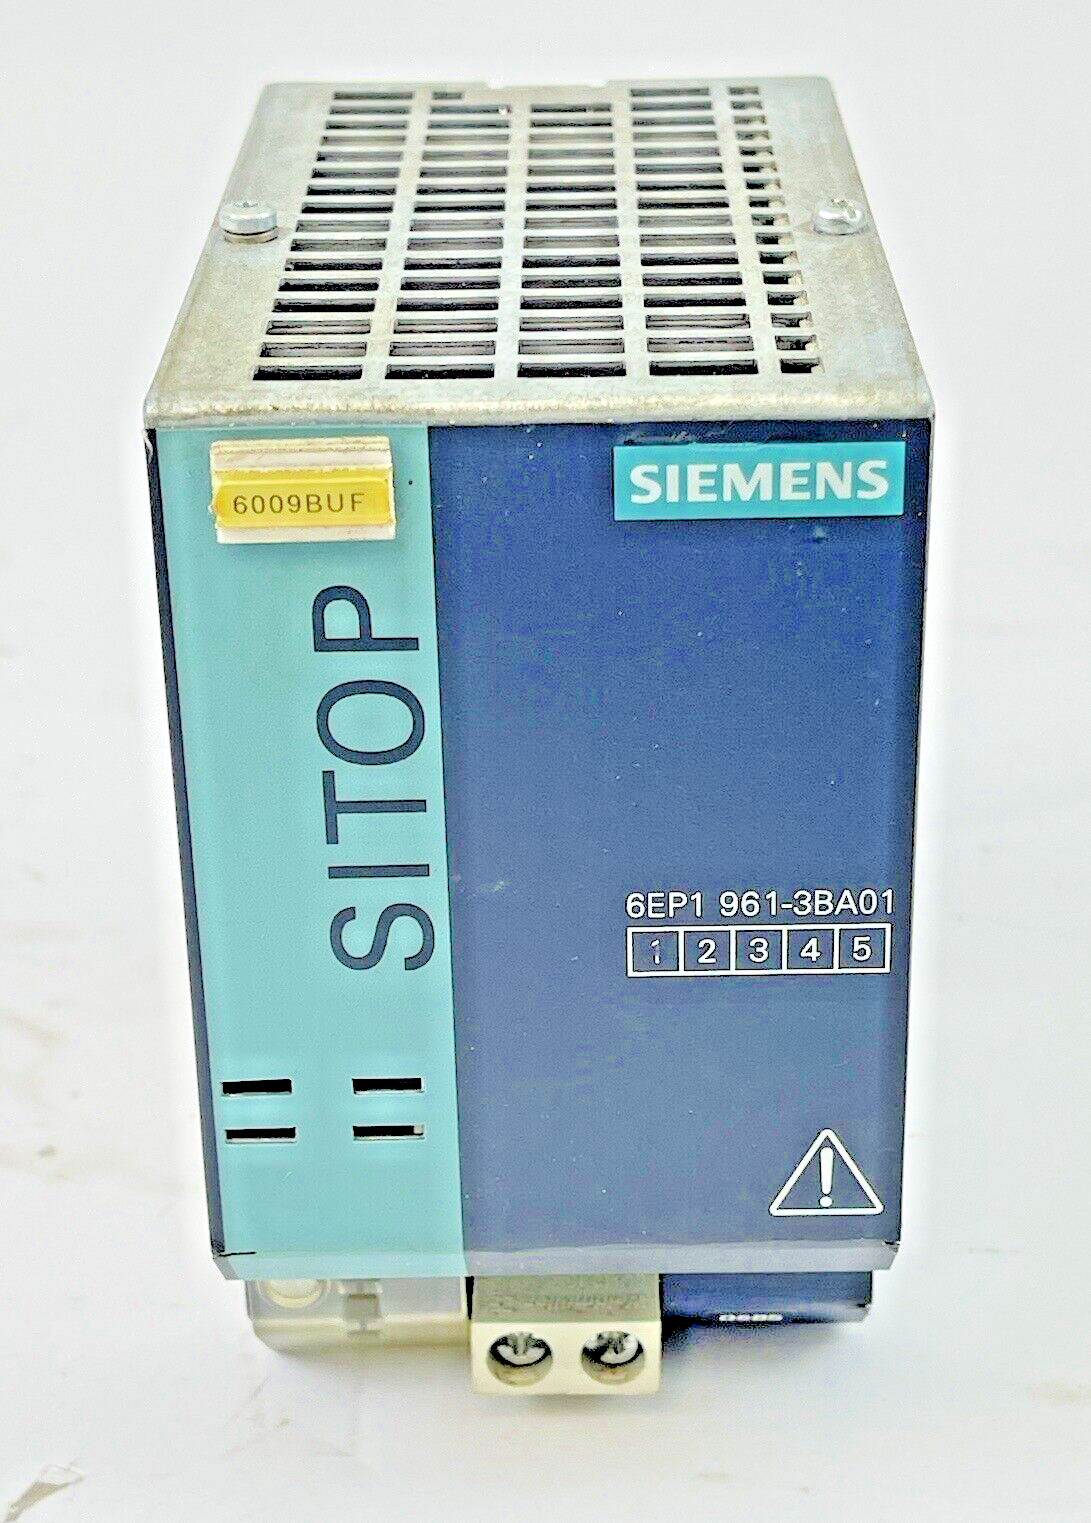 6009BUF
SIEMENS
SITOP
6EP1 961-3BA01
1 2 3 4 5